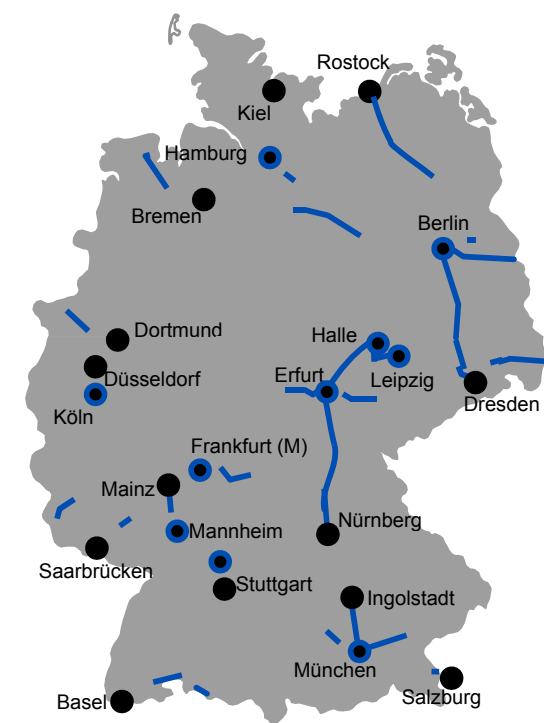 Rostock
Kiel
Hamburg
Bremen
Berlin
Dortmund
Halle
Düsseldorf
Erfurt
Leipzig
Köln
Dresden
Frankfurt (M)
Mainz
Nürnberg
Mannheim
Saarbrücken
Stuttgart
Ingolstadt
München
Salzburg
Basel